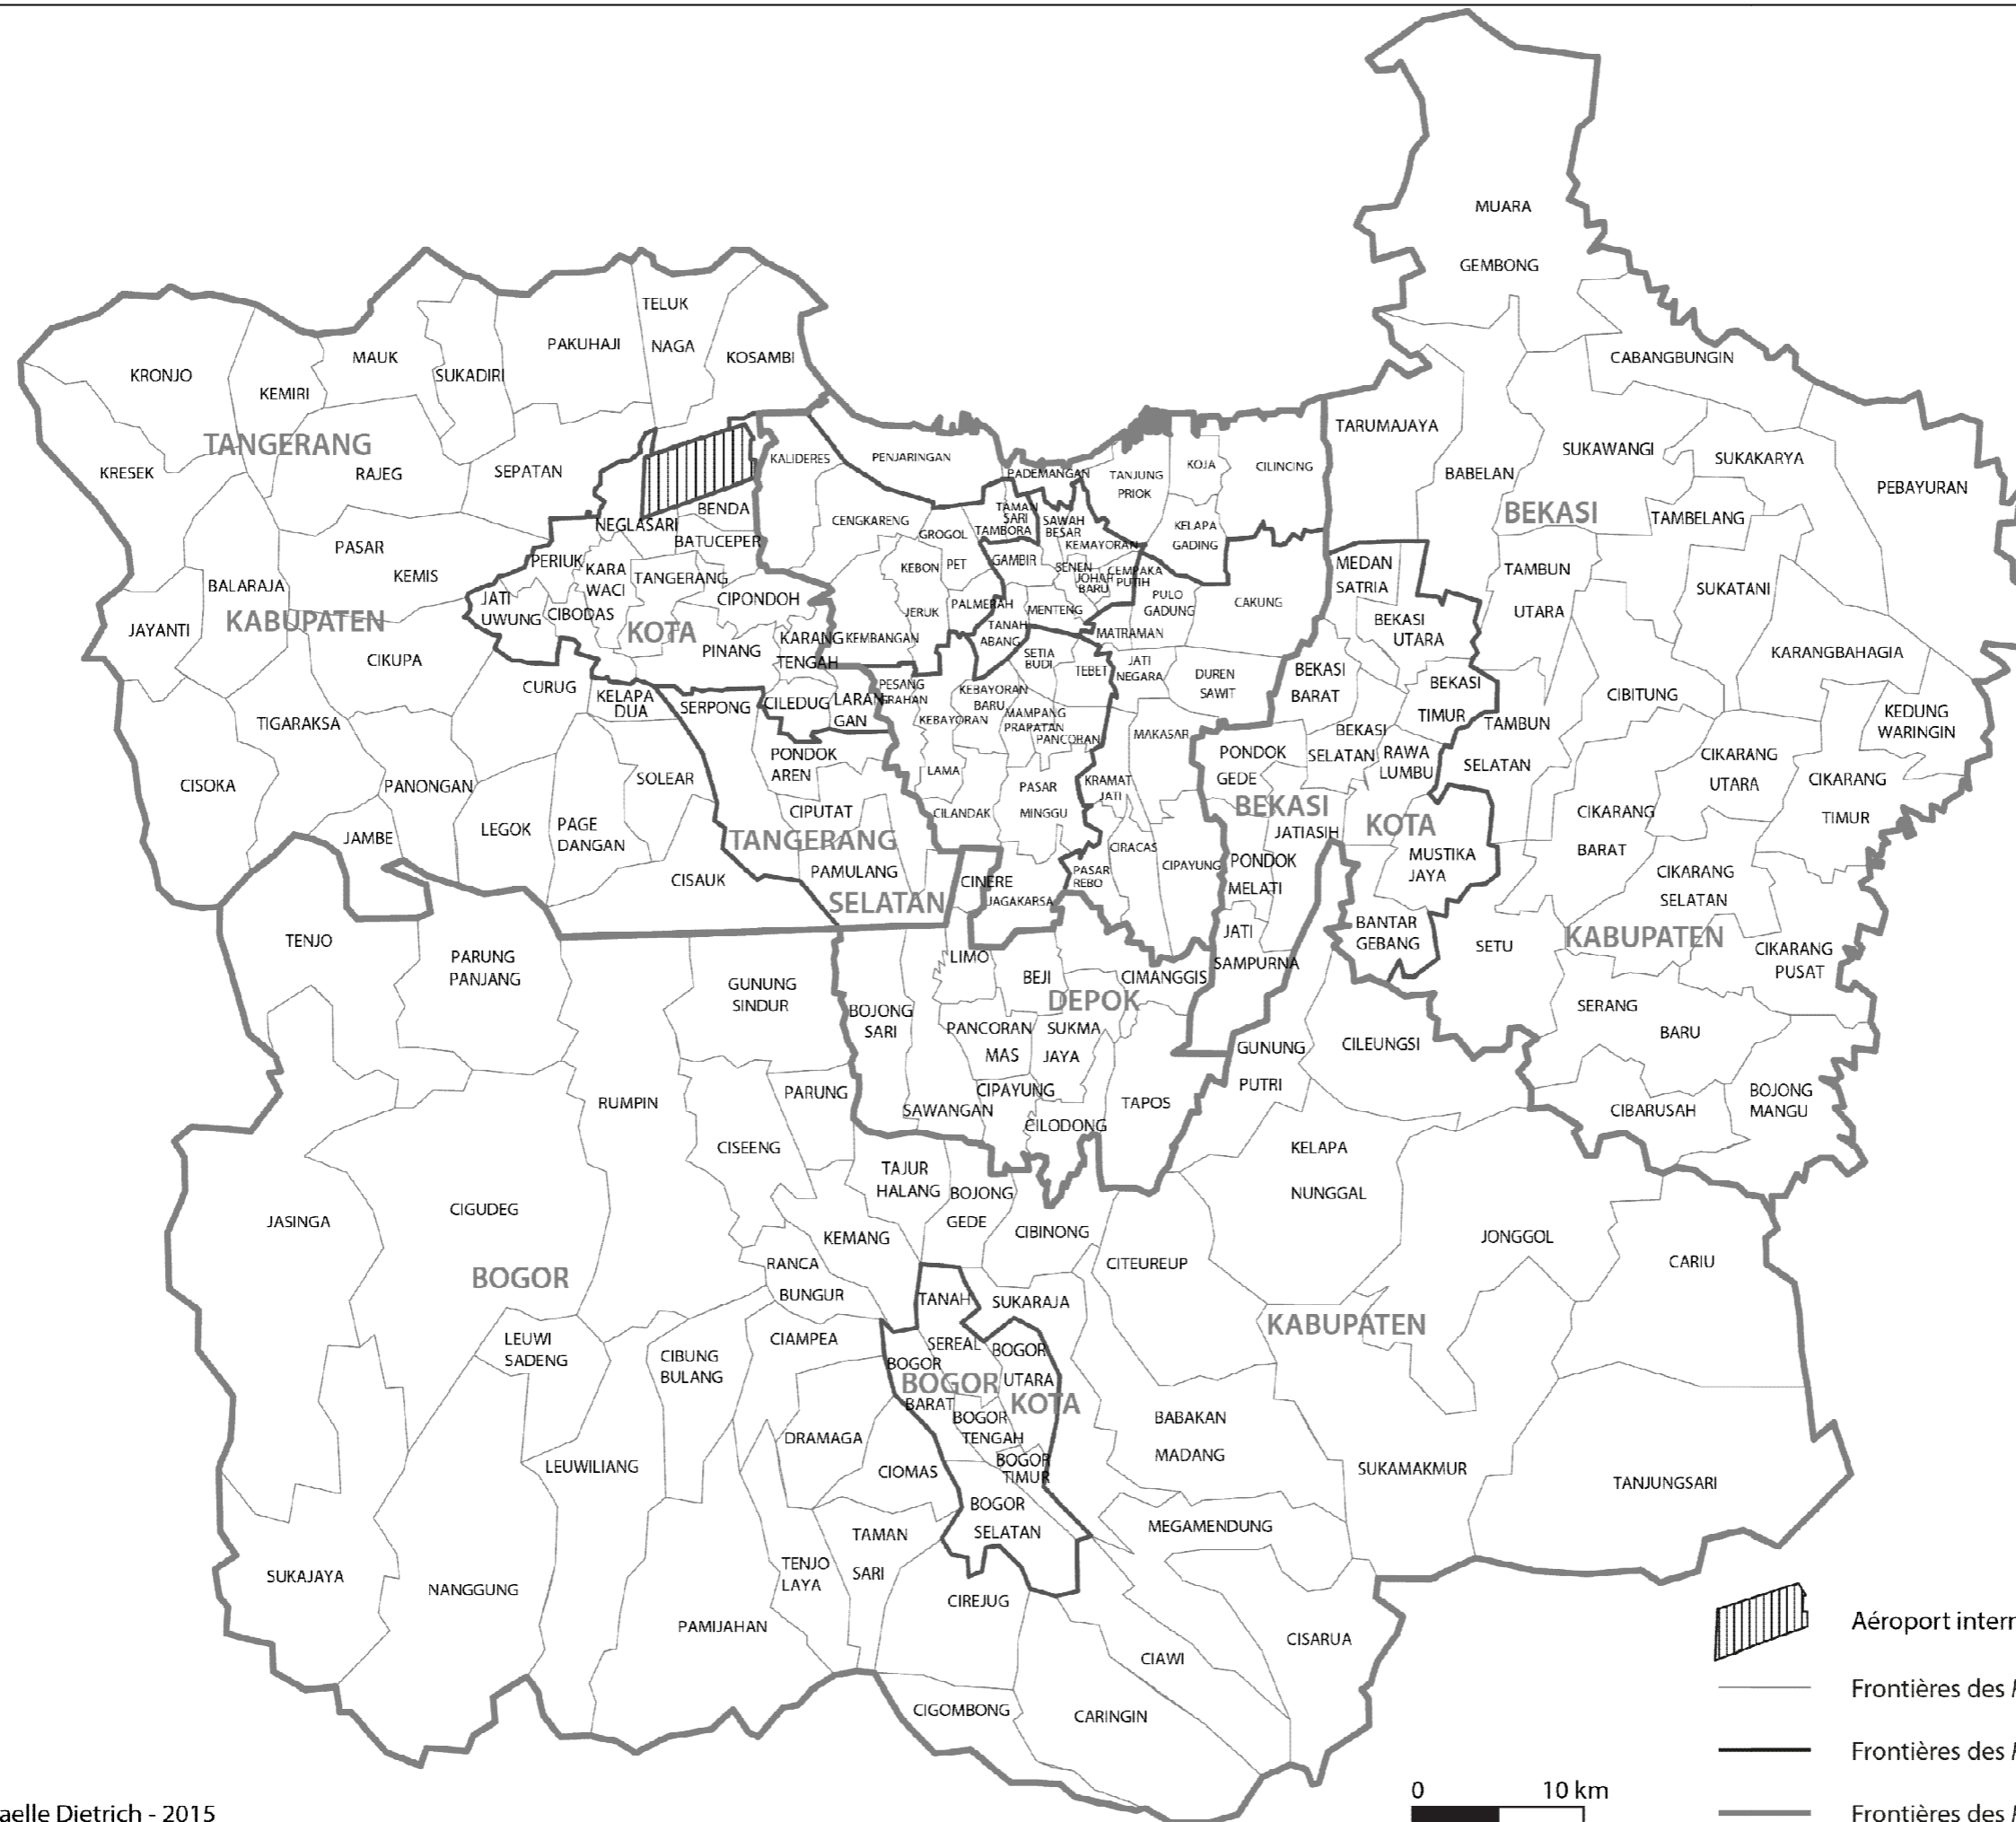 MUARA
GEMBONG
TELUK
NAGA
PAKUHAJI
KOSAMBI
MAUK
SUKADIRI
KRONJO
KEMIRI
CABANGBUNGIN
TANGERANG
KRESEK
RAJEG
SEPATAN
KALIDERES
PENJARINGAN
PADEMANGAN
TANJUNG
PRIOK
KOJA
CILINCING
TARUMAJAYA
BABELAN
SUKAWANGI
SUKAKARYA
PEBAYURAN
BEKASI
TAMBELANG
BENDA
NEGLASARI
BATUCEPER
CENGKARENG
GROGOL
PET
TAMAN
SARI
TAMBORA
SAWAH
BESAR
KEMAYORAN
KELAPA
GADING
PASAR
KEMIS
PERIUK
KARA
WACI
TANGERANG
CIPONDOH
KEBON
JERUK
GAMBIR
SENEN
JOHAR
BARU
CEMPAKA
PUTIH
PULO
GADUNG
CAKUNG
MEDAN
SATRIA
TAMBUN
UTARA
SUKATANI
BALARAJA
JAYANTI
KABUPATEN
JATI
UWUNG
CIBODAS
KOTA
PINANG
KARANG
TENGAH
KEMBANGAN
PALMERAH
TANAH
ABANG
MENTENG
MATRAMAN
BEKASI
UTARA
KARANGBAHAGIA
CIKUPA
CURUG
KELAPA
DUA
SERPONG
CILEDUG
LARAN
GAN
PESANG
GRAHAN
SETIA
BUDI
TEBET
JATI
NEGARA
DUREN
SAWIT
BEKASI
BARAT
BEKASI
TIMUR
CIBITUNG
KEDUNG
WARINGIN
TIGARAKSA
KEBAYORAN
BARU
KEBAYORAN
LAMA
MAMPANG
PRAPATAN
PANCORAN
MAKASAR
BEKASI
SELATAN
RAWA
LUMBU
TAMBUN
SELATAN
CIKARANG
UTARA
CIKARANG
TIMUR
CISOKA
PANONGAN
SOLEAR
PONDOK
AREN
PASAR
MINGGU
KRAMAT
JATI
PONDOK
GEDE
BEKASI
KOTA
CIKARANG
BARAT
JAMBE
LEGOK
PAGE
DANGAN
CIPUTAT
TANGERANG
CILANDAK
JATIASIH
CISAUK
PAMULANG
SELATAN
CINERE
JAGAKARSA
PASAR
REBO
CIRACAS
CIPAYUNG
PONDOK
MELATI
MUSTIKA
JAYA
CIKARANG
SELATAN
TENJO
PARUNG
PANJANG
GUNUNG
SINDUR
LIMO
BEJI
CIMANGGIS
DEPOK
JATI
SAMPURNA
BANTAR
GEBANG
SETU
KABUPATEN
CIKARANG
PUSAT
BOJONG
SARI
PANCORAN
MAS
SUKMA
JAYA
GUNUNG
PUTRI
CILEUNGSI
SERANG
BARU
RUMPIN
PARUNG
SAWANGAN
CIPAYUNG
CILODONG
TAPOS
CIBARUSAH
BOJONG
MANGU
CISEENG
TAJUR
HALANG
BOJONG
GEDE
CIBINONG
KELAPA
NUNGGAL
JASINGA
CIGUDEG
KEMANG
CITEUREUP
JONGGOL
CARIU
BOGOR
RANCA
BUNGUR
TANAH
SEREAL
SUKARAJA
KABUPATEN
LEUWI
SADENG
CIBUNG
BULANG
CIAMPEA
BOGOR
BARAT
BOGOR
UTARA
BOGOR
KOTA
BOGOR
TENGAH
DRAMAGA
CIOMAS
BOGOR
TIMUR
BABAKAN
MADANG
LEUWILIANG
SUKAMAKMUR
TANJUNGSARI
BOGOR
SELATAN
MEGAMENDUNG
TAMAN
SARI
TENJO
LAYA
SUKAJAYA
NANGGUNG
PAMIJAHAN
CIREJUG
CIAWI
CISARUA
CIGOMBONG
CARINGIN
Aéroport intern
Frontières des
Frontières des
Frontières des
0 10 km
aelle Dietrich - 2015